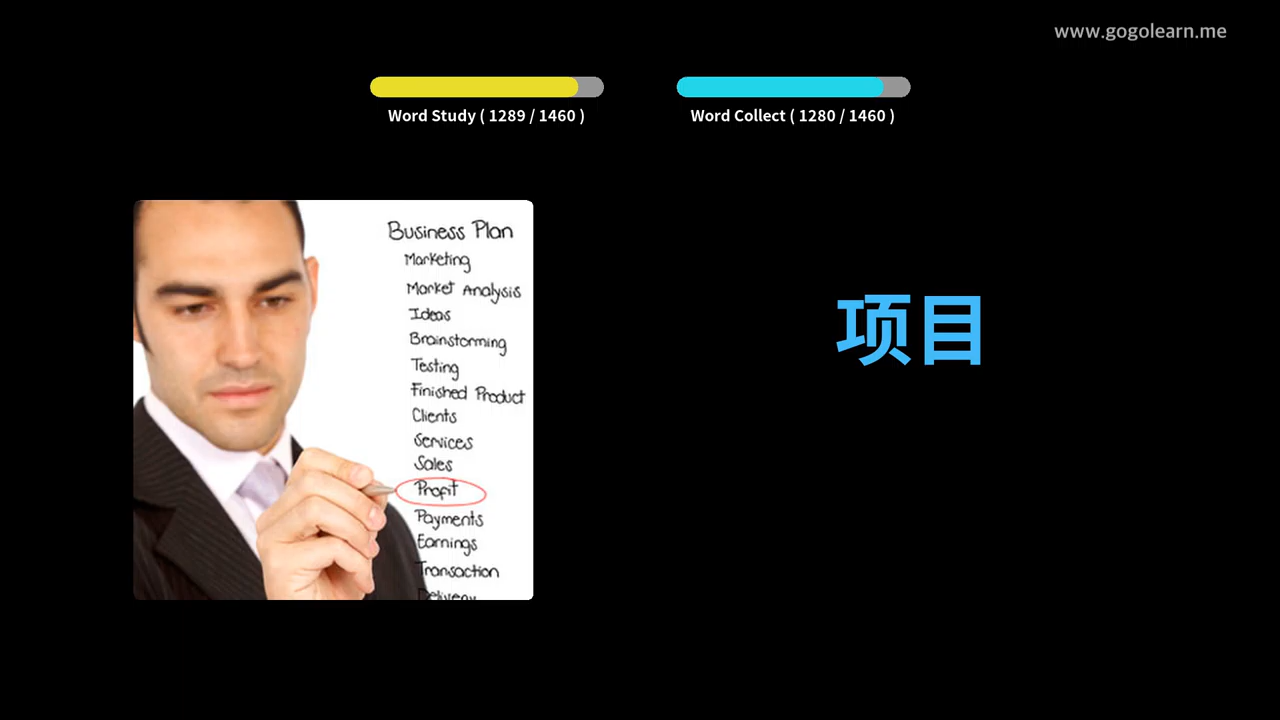 www.gogolearn.me
Word Study ( 1289 / 1460 )
Word Collect ( 1280 / 1460 )
Business Plan
Marketing
Market Analysis
Ideas
Brainstorming
Testing
Finished Product
Clients
Services
Sales
Profit
Payments
Earnings
Transaction
Delivery
项目